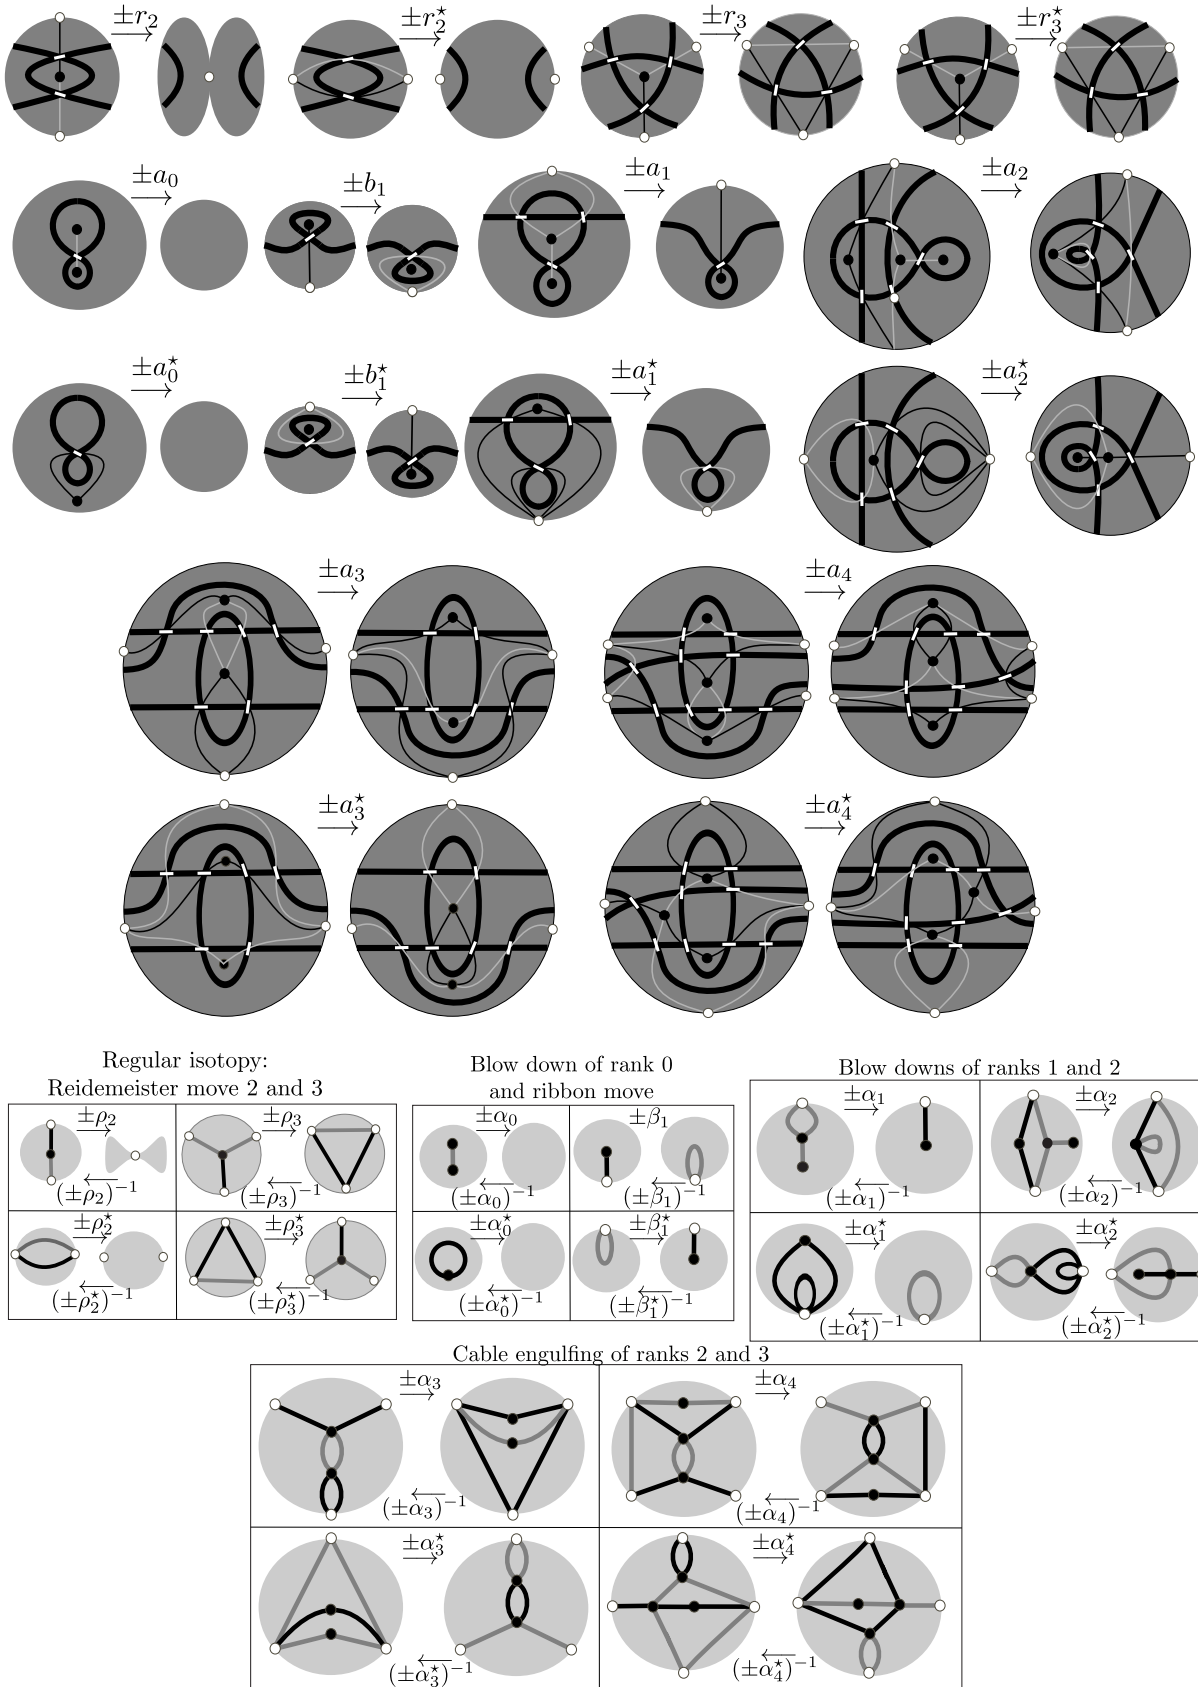 ±r₂ ±r₂⋆ ±r₃ ±r₃⋆
±a₀ ±b₁ ±a₁ ±a₂
±a₀⋆ ±b₁⋆ ±a₁⋆ ±a₂⋆
±a₃ ±a₄
±a₃⋆ ±a₄⋆
Regular isotopy:
Reidemeister move 2 and 3
Blow down of rank 0
and ribbon move
Blow downs of ranks 1 and 2
±ρ₂ ±ρ₃
(±ρ₂)⁻¹ (±ρ₃)⁻¹
±ρ₂⋆ ±ρ₃⋆
(±ρ₂⋆)⁻¹ (±ρ₃⋆)⁻¹
±α₀ ±β₁
(±α₀)⁻¹ (±β₁)⁻¹
±α₀⋆ ±β₁⋆
(±α₀⋆)⁻¹ (±β₁⋆)⁻¹
±α₁ ±α₂
(±α₁)⁻¹ (±α₂)⁻¹
±α₁⋆ ±α₂⋆
(±α₁⋆)⁻¹ (±α₂⋆)⁻¹
Cable engulfing of ranks 2 and 3
±α₃ ±α₄
(±α₃)⁻¹ (±α₄)⁻¹
±α₃⋆ ±α₄⋆
(±α₃⋆)⁻¹ (±α₄⋆)⁻¹